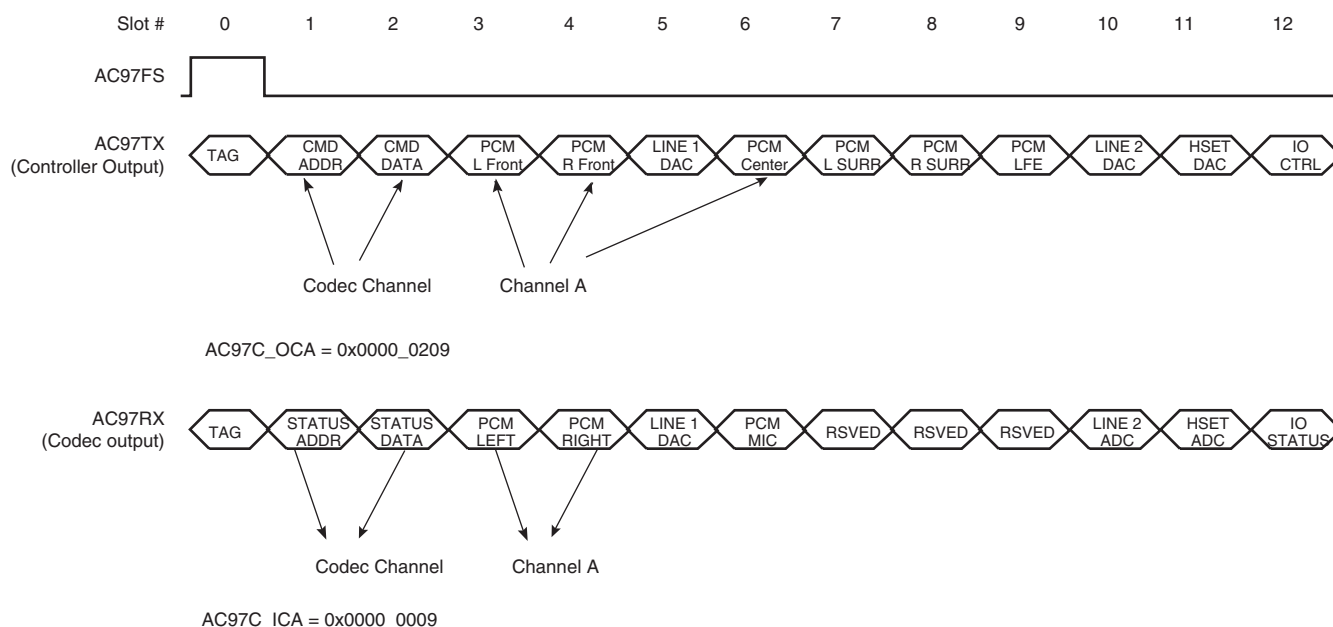 Slot # 0 1 2 3 4 5 6 7 8 9 10 11 12
AC97FS
AC97TX
(Controller Output)
TAG
CMD
ADDR
CMD
DATA
PCM
L Front
PCM
R Front
LINE 1
DAC
PCM
Center
PCM
L SURR
PCM
R SURR
PCM
LFE
LINE 2
DAC
HSET
DAC
IO
CTRL
Codec Channel
Channel A
AC97C_OCA = 0x0000_0209
AC97RX
(Codec output)
TAG
STATUS
ADDR
STATUS
DATA
PCM
LEFT
PCM
RIGHT
LINE 1
DAC
PCM
MIC
RSVED
RSVED
RSVED
LINE 2
ADC
HSET
ADC
IO
STATUS
Codec Channel
Channel A
AC97C_ICA = 0x0000_0009